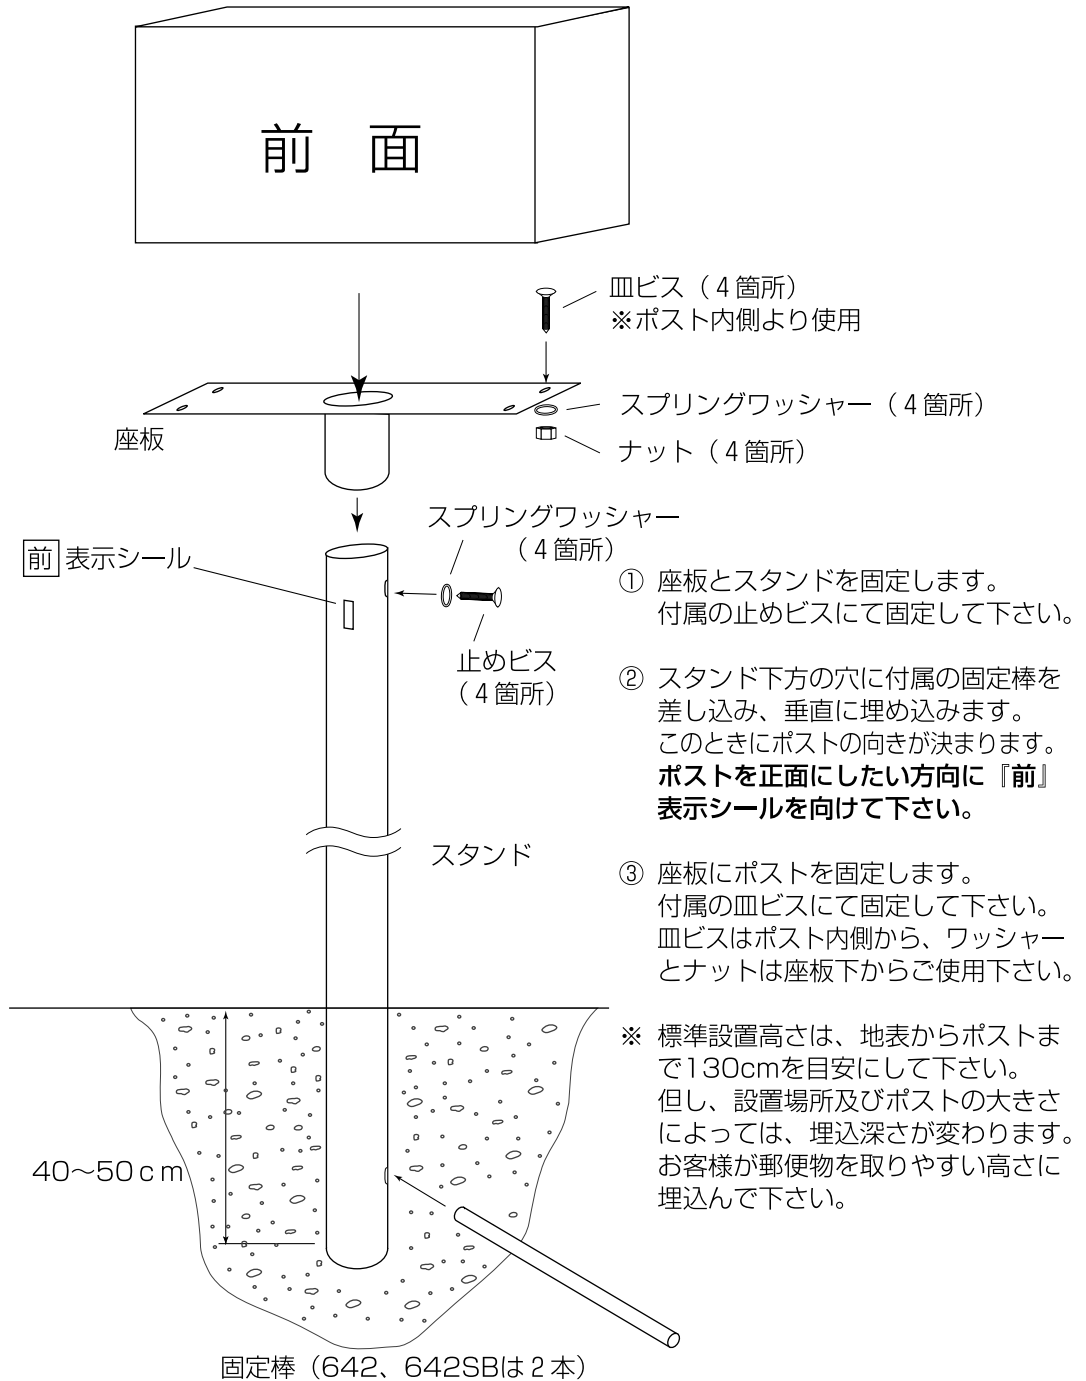 前 面
皿ビス（４箇所）
※ポスト内側より使用
スプリングワッシャー（４箇所）
ナット（４箇所）
座板
スプリングワッシャー
（４箇所）
前 表示シール
止めビス
（４箇所）
① 座板とスタンドを固定します。
付属の止めビスにて固定して下さい。
② スタンド下方の穴に付属の固定棒を
差し込み、垂直に埋め込みます。
このときにポストの向きが決まります。
ポストを正面にしたい方向に『前』
表示シールを向けて下さい。
スタンド
③ 座板にポストを固定します。
付属の皿ビスにて固定して下さい。
皿ビスはポスト内側から、ワッシャー
とナットは座板下からご使用下さい。
※ 標準設置高さは、地表からポストま
で130cmを目安にして下さい。
但し、設置場所及びポストの大きさ
によっては、埋込深さが変わります。
お客様が郵便物を取りやすい高さに
埋込んで下さい。
40〜50ｃｍ
固定棒（642、642SBは２本）